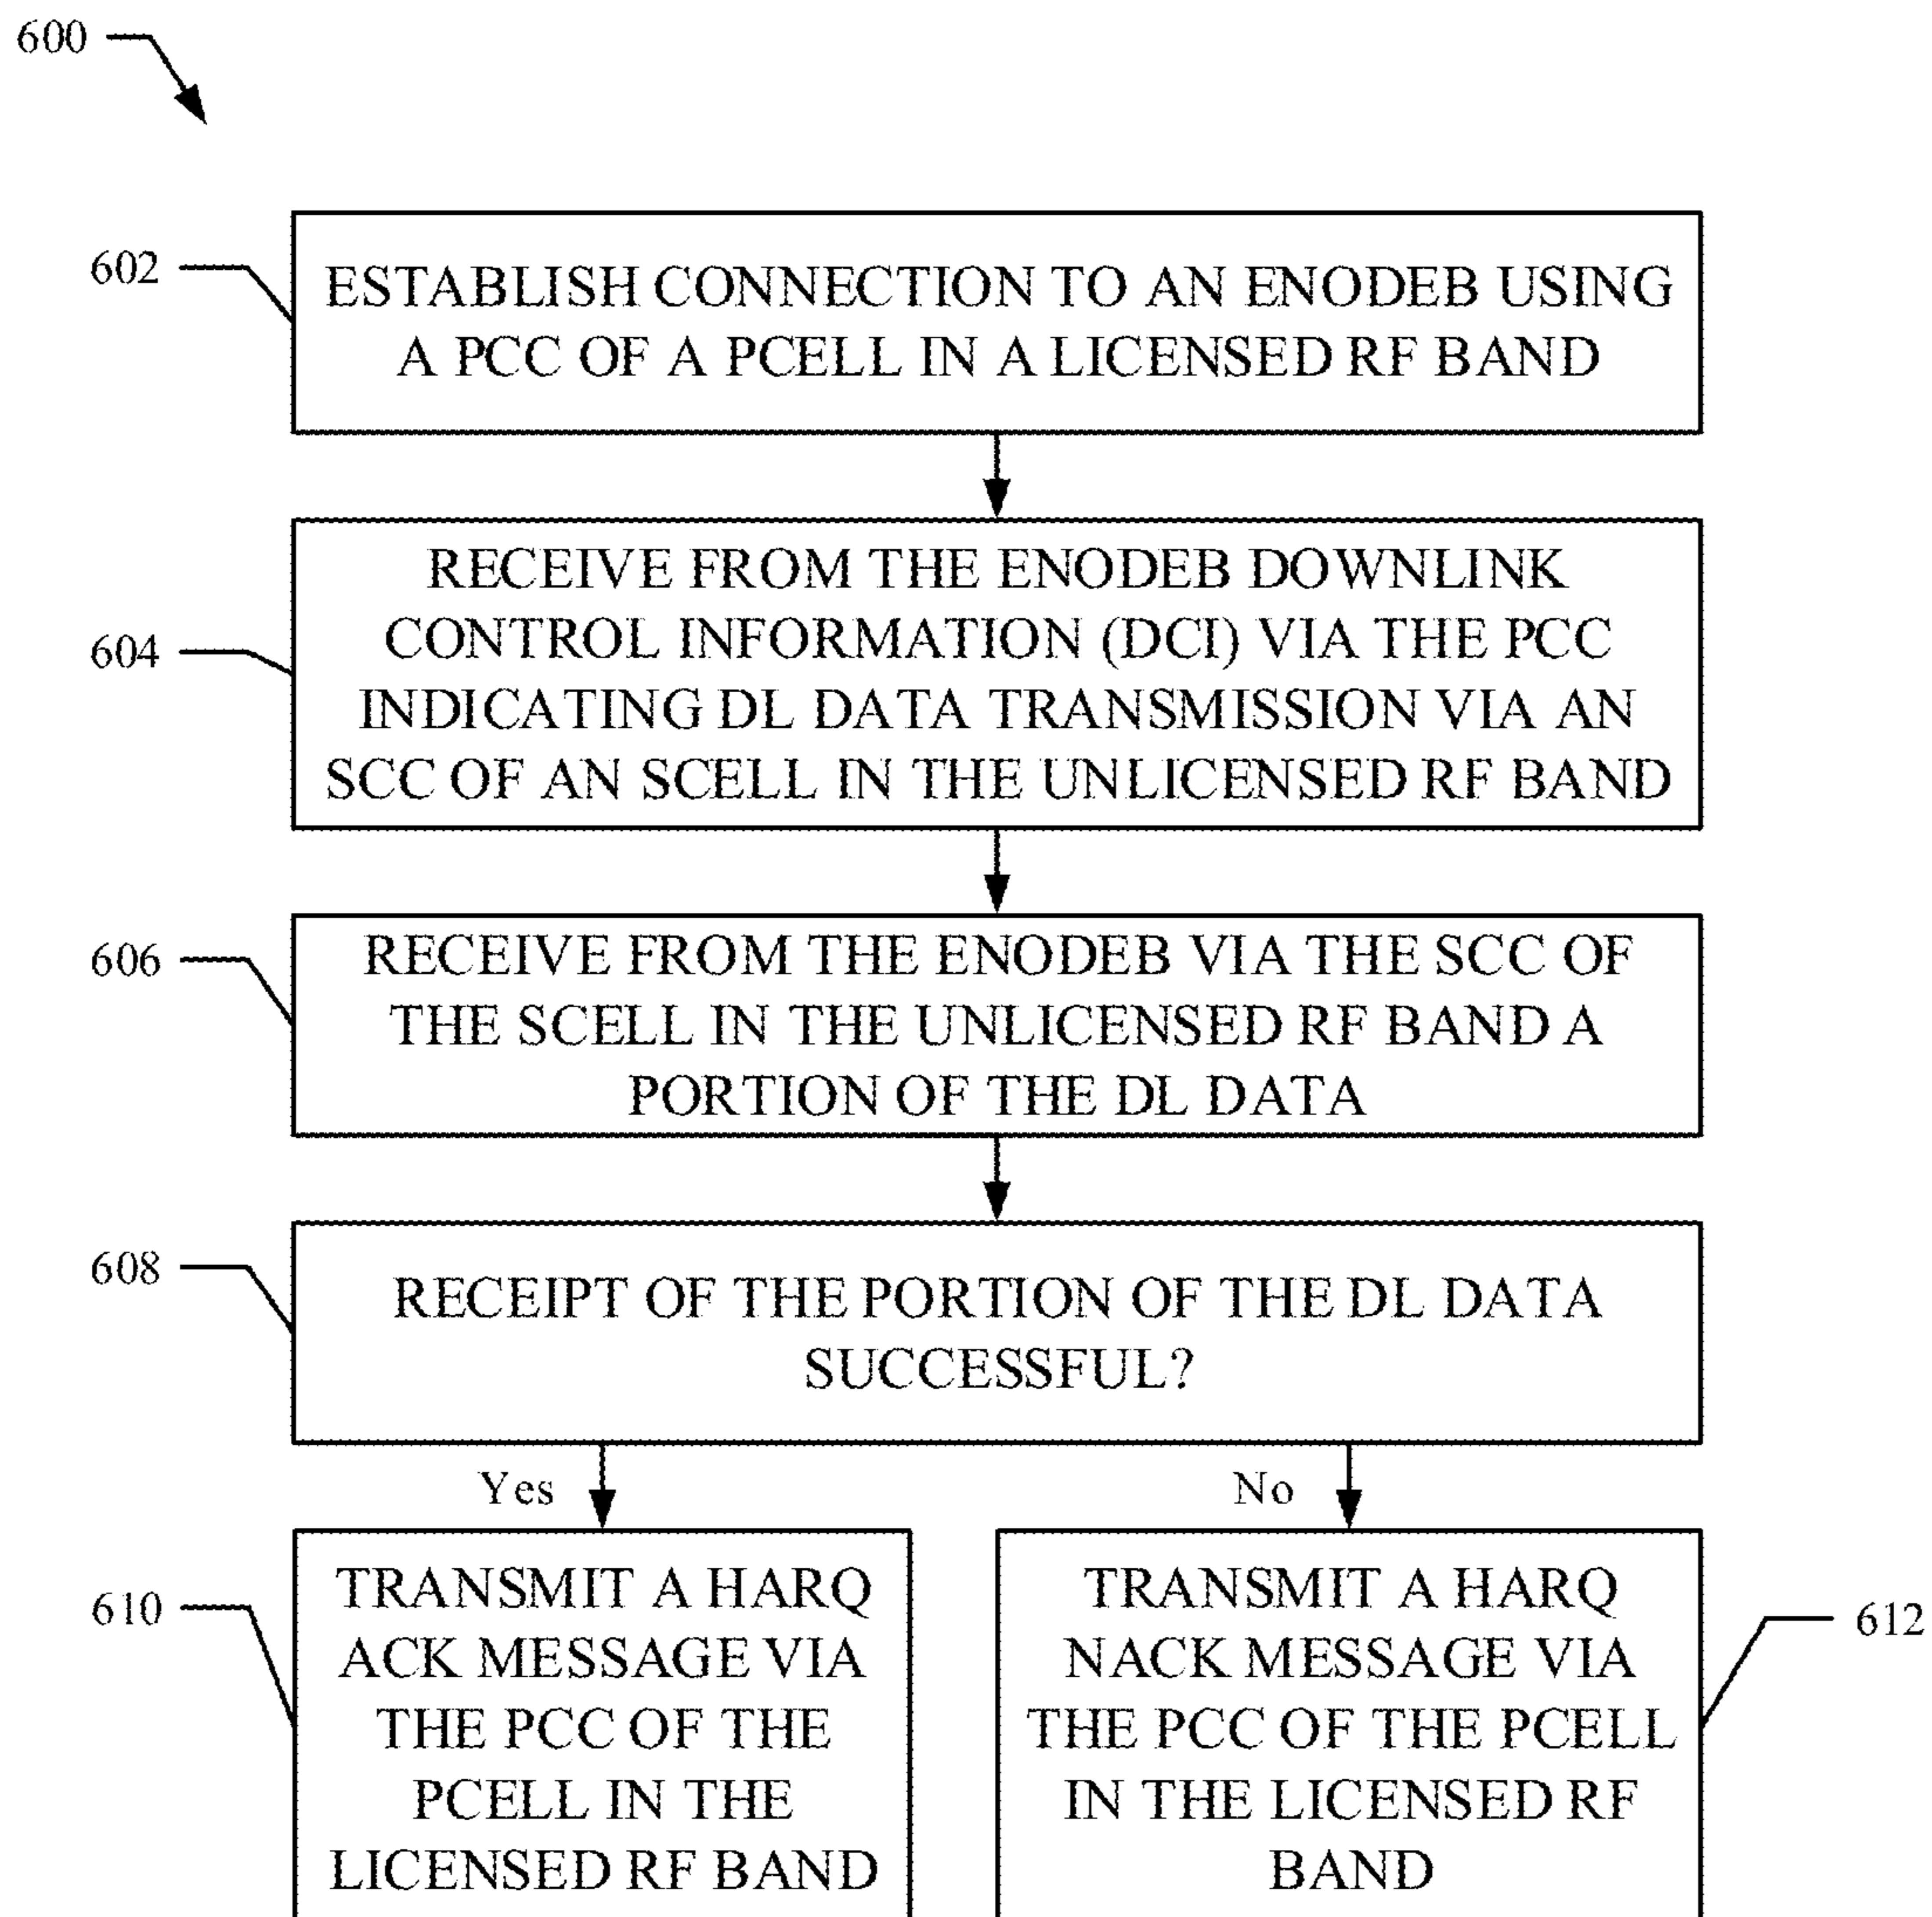 600
602
ESTABLISH CONNECTION TO AN ENODEB USING
A PCC OF A PCELL IN A LICENSED RF BAND
604
RECEIVE FROM THE ENODEB DOWNLINK
CONTROL INFORMATION (DCI) VIA THE PCC
INDICATING DL DATA TRANSMISSION VIA AN
SCC OF AN SCELL IN THE UNLICENSED RF BAND
606
RECEIVE FROM THE ENODEB VIA THE SCC OF
THE SCELL IN THE UNLICENSED RF BAND A
PORTION OF THE DL DATA
608
RECEIPT OF THE PORTION OF THE DL DATA
SUCCESSFUL?
Yes
No
610
TRANSMIT A HARQ
ACK MESSAGE VIA
THE PCC OF THE
PCELL IN THE
LICENSED RF BAND
TRANSMIT A HARQ
NACK MESSAGE VIA
THE PCC OF THE PCELL
IN THE LICENSED RF
BAND
612